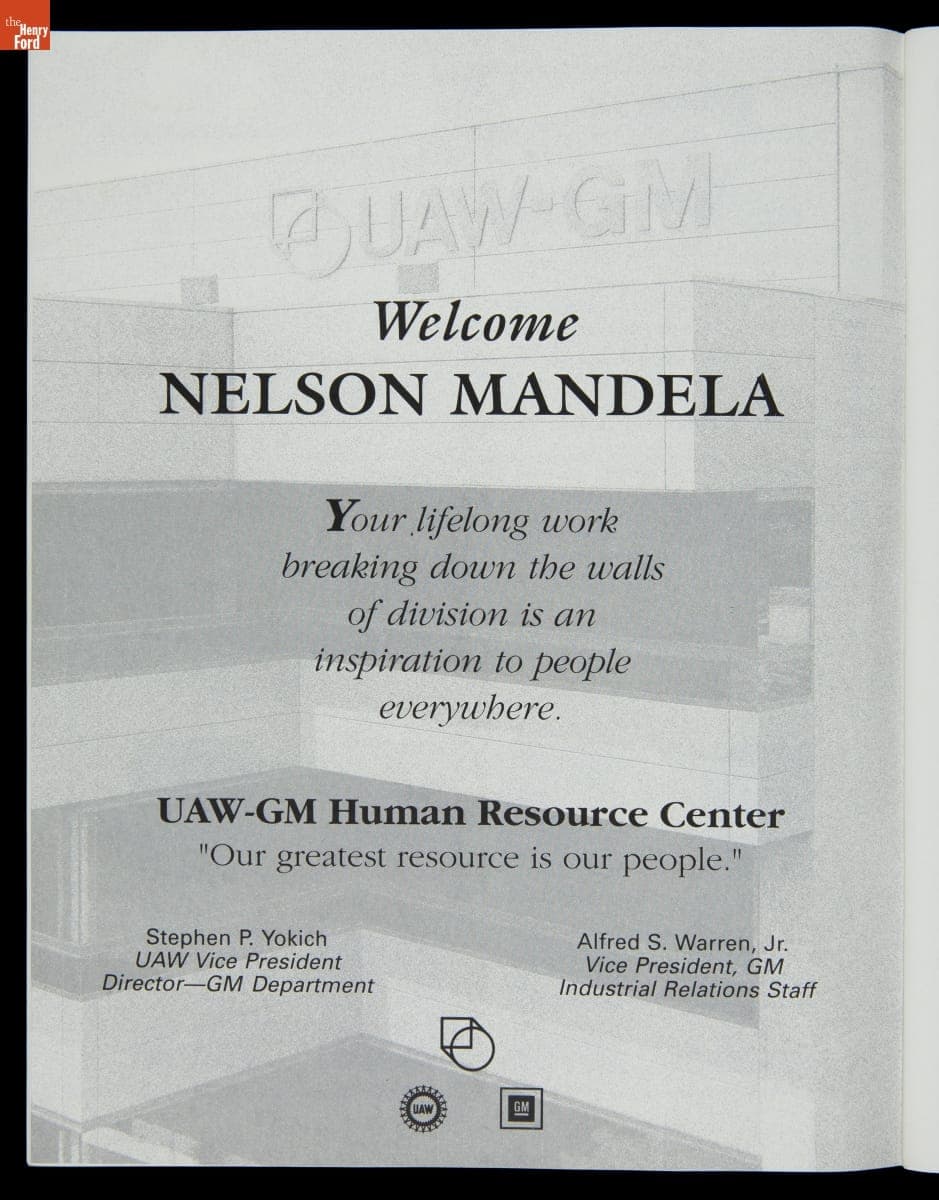 the
Henry
Ford
UAW-GM
Welcome
NELSON MANDELA
Your lifelong work
breaking down the walls
of division is an
inspiration to people
everywhere.
UAW-GM Human Resource Center
"Our greatest resource is our people."
Stephen P. Yokich
UAW Vice President
Director—GM Department
Alfred S. Warren, Jr.
Vice President, GM
Industrial Relations Staff
UAW
GM